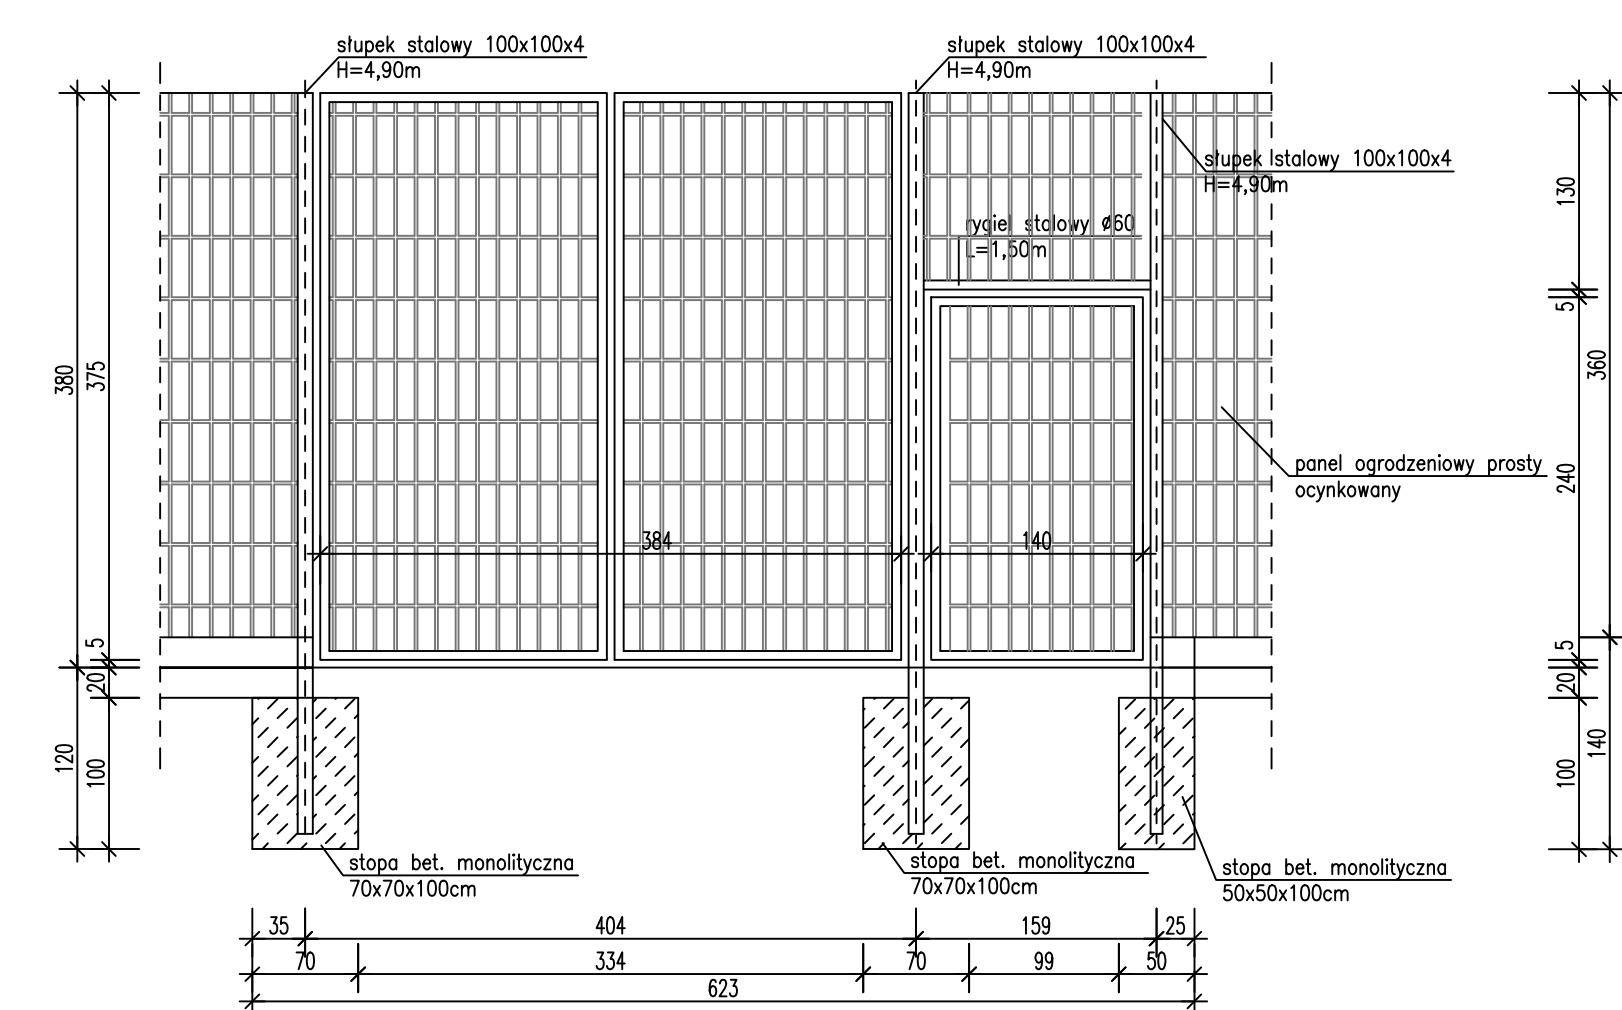 słupek stalowy 100x100x4
H=4,90m
słupek stalowy 100x100x4
H=4,90m
słupek stalowy 100x100x4
H=4,90m
rygiel stalowy Ø60
L=1,50m
panel ogrodzeniowy prosty
ocynkowany
384
140
380
375
5
20
120
100
130
5
360
240
5
20
140
100
stopa bet. monolityczna
70x70x100cm
stopa bet. monolityczna
70x70x100cm
stopa bet. monolityczna
50x50x100cm
35
404
159
25
70
334
70
99
50
623